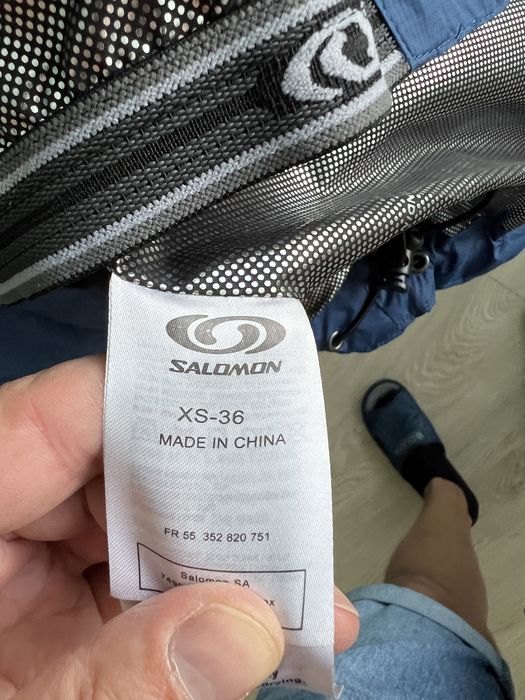 SALOMON
XS-36
MADE IN CHINA
FR 55 352 820 751
Salomon SA